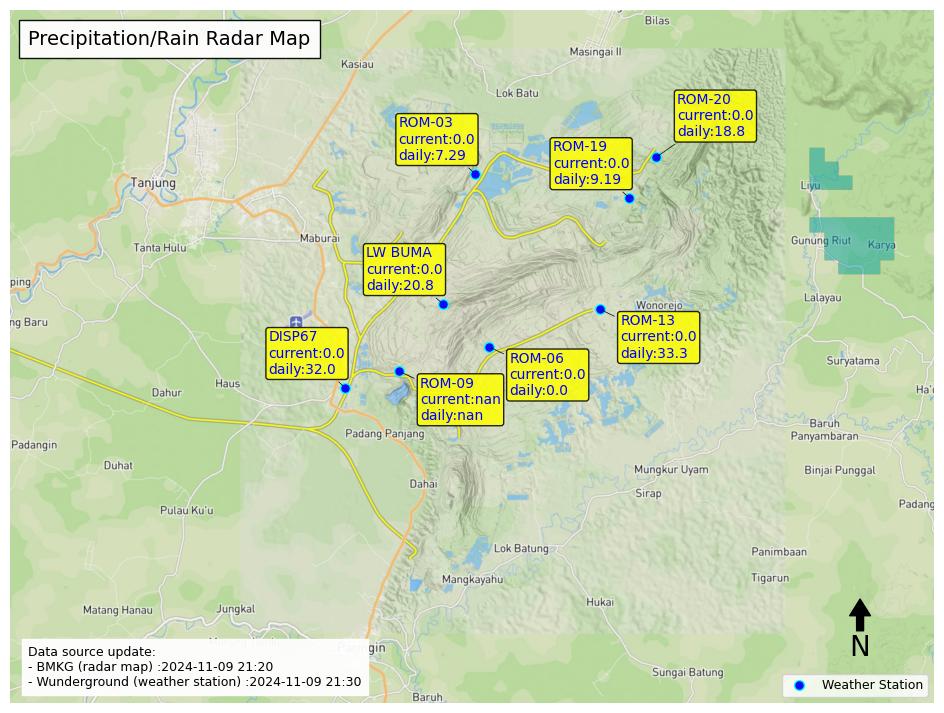 Precipitation/Rain Radar Map
Bilas
Masingai II
Kasiau
Lok Batu
ROM-20
current:0.0
daily:18.8
ROM-03
current:0.0
daily:7.29
ROM-19
current:0.0
daily:9.19
Tanjung
Liyu
Maburai
Tanta Hulu
Gunung Riut
Karya
LW BUMA
current:0.0
daily:20.8
ping
Lalayau
Wonorejo
ng Baru
ROM-13
current:0.0
daily:33.3
DISP67
current:0.0
daily:32.0
ROM-06
current:0.0
daily:0.0
Suryatama
Haus
Dahur
ROM-09
current:nan
daily:nan
Ha'
Baruh
Panyambaran
Padang Panjang
Padangin
Duhat
Mungkur Uyam
Binjai Punggal
Dahai
Sirap
Padang
Pulau Ku'u
Lok Batung
Panimbaan
Mangkayahu
Tigarun
Matang Hanau
Jungkal
Hukai
N
Data source update:
- BMKG (radar map) :2024-11-09 21:20
- Wunderground (weather station) :2024-11-09 21:30
Sungai Batung
Weather Station
Baruh